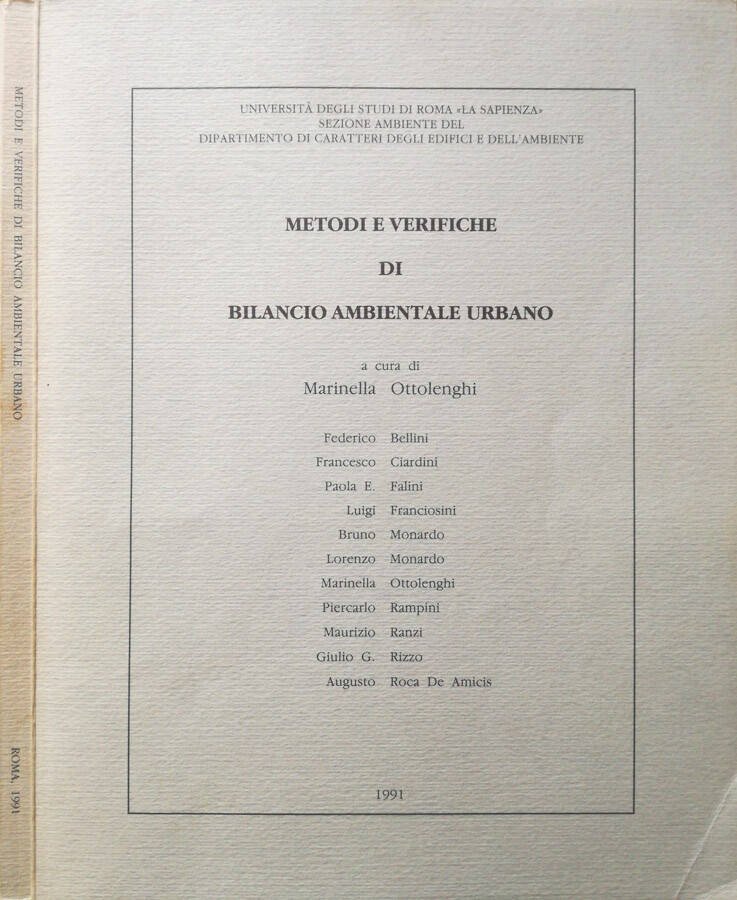 METODI E VERIFICHE DI BILANCIO AMBIENTALE URBANO
ROMA, 1991
UNIVERSITÀ DEGLI STUDI DI ROMA «LA SAPIENZA»
SEZIONE AMBIENTE DEL
DIPARTIMENTO DI CARATTERI DEGLI EDIFICI E DELL'AMBIENTE
METODI E VERIFICHE
DI
BILANCIO AMBIENTALE URBANO
a cura di
Marinella Ottolenghi
Federico Bellini
Francesco Ciardini
Paola E. Falini
Luigi Franciosini
Bruno Monardo
Lorenzo Monardo
Marinella Ottolenghi
Piercarlo Rampini
Maurizio Ranzi
Giulio G. Rizzo
Augusto Roca De Amicis
1991